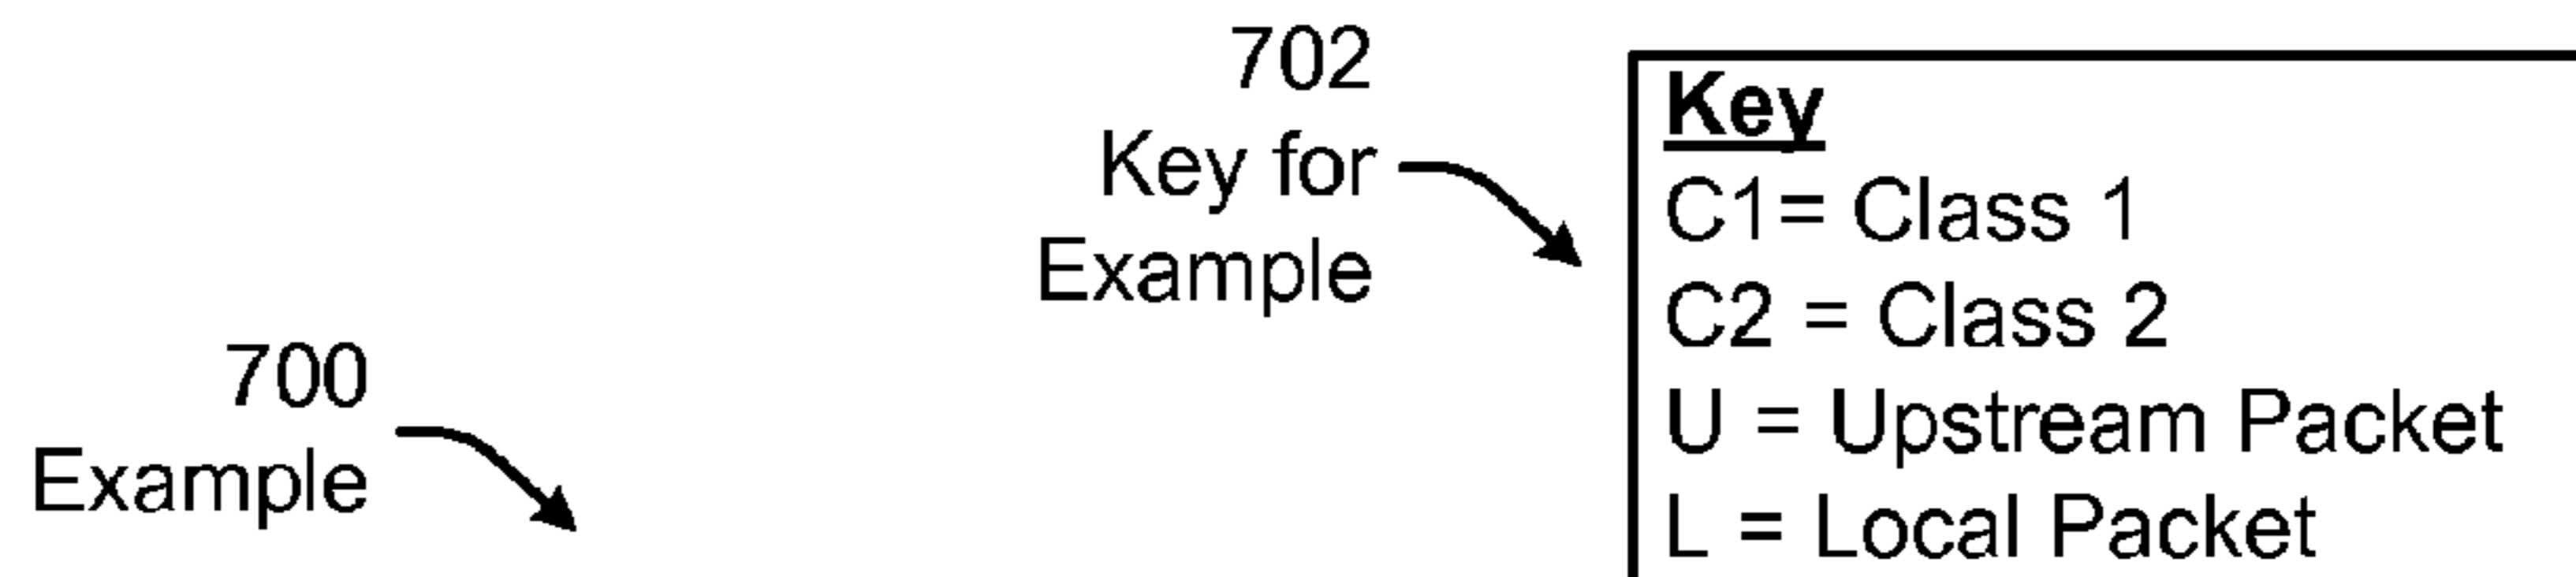 702
Key for
Example
Key
C1= Class 1
C2 = Class 2
U = Upstream Packet
L = Local Packet
700
Example